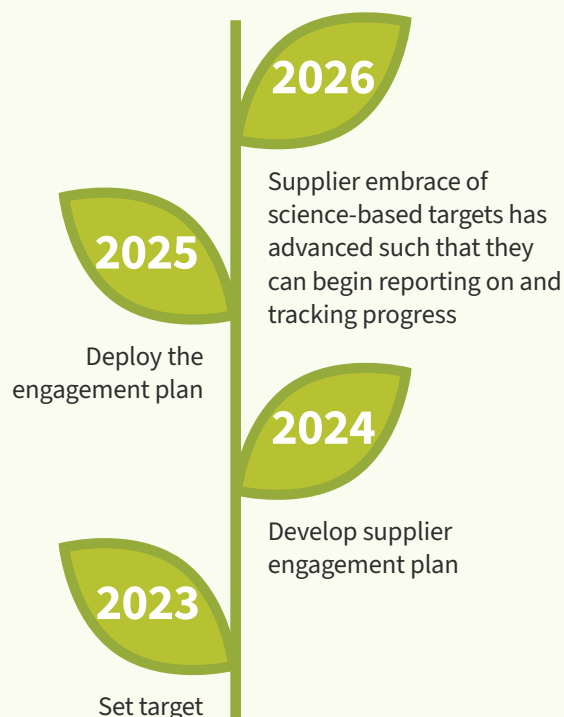 2026
Supplier embrace of
science-based targets has
advanced such that they
can begin reporting on and
tracking progress
2025
Deploy the
engagement plan
2024
Develop supplier
engagement plan
2023
Set target